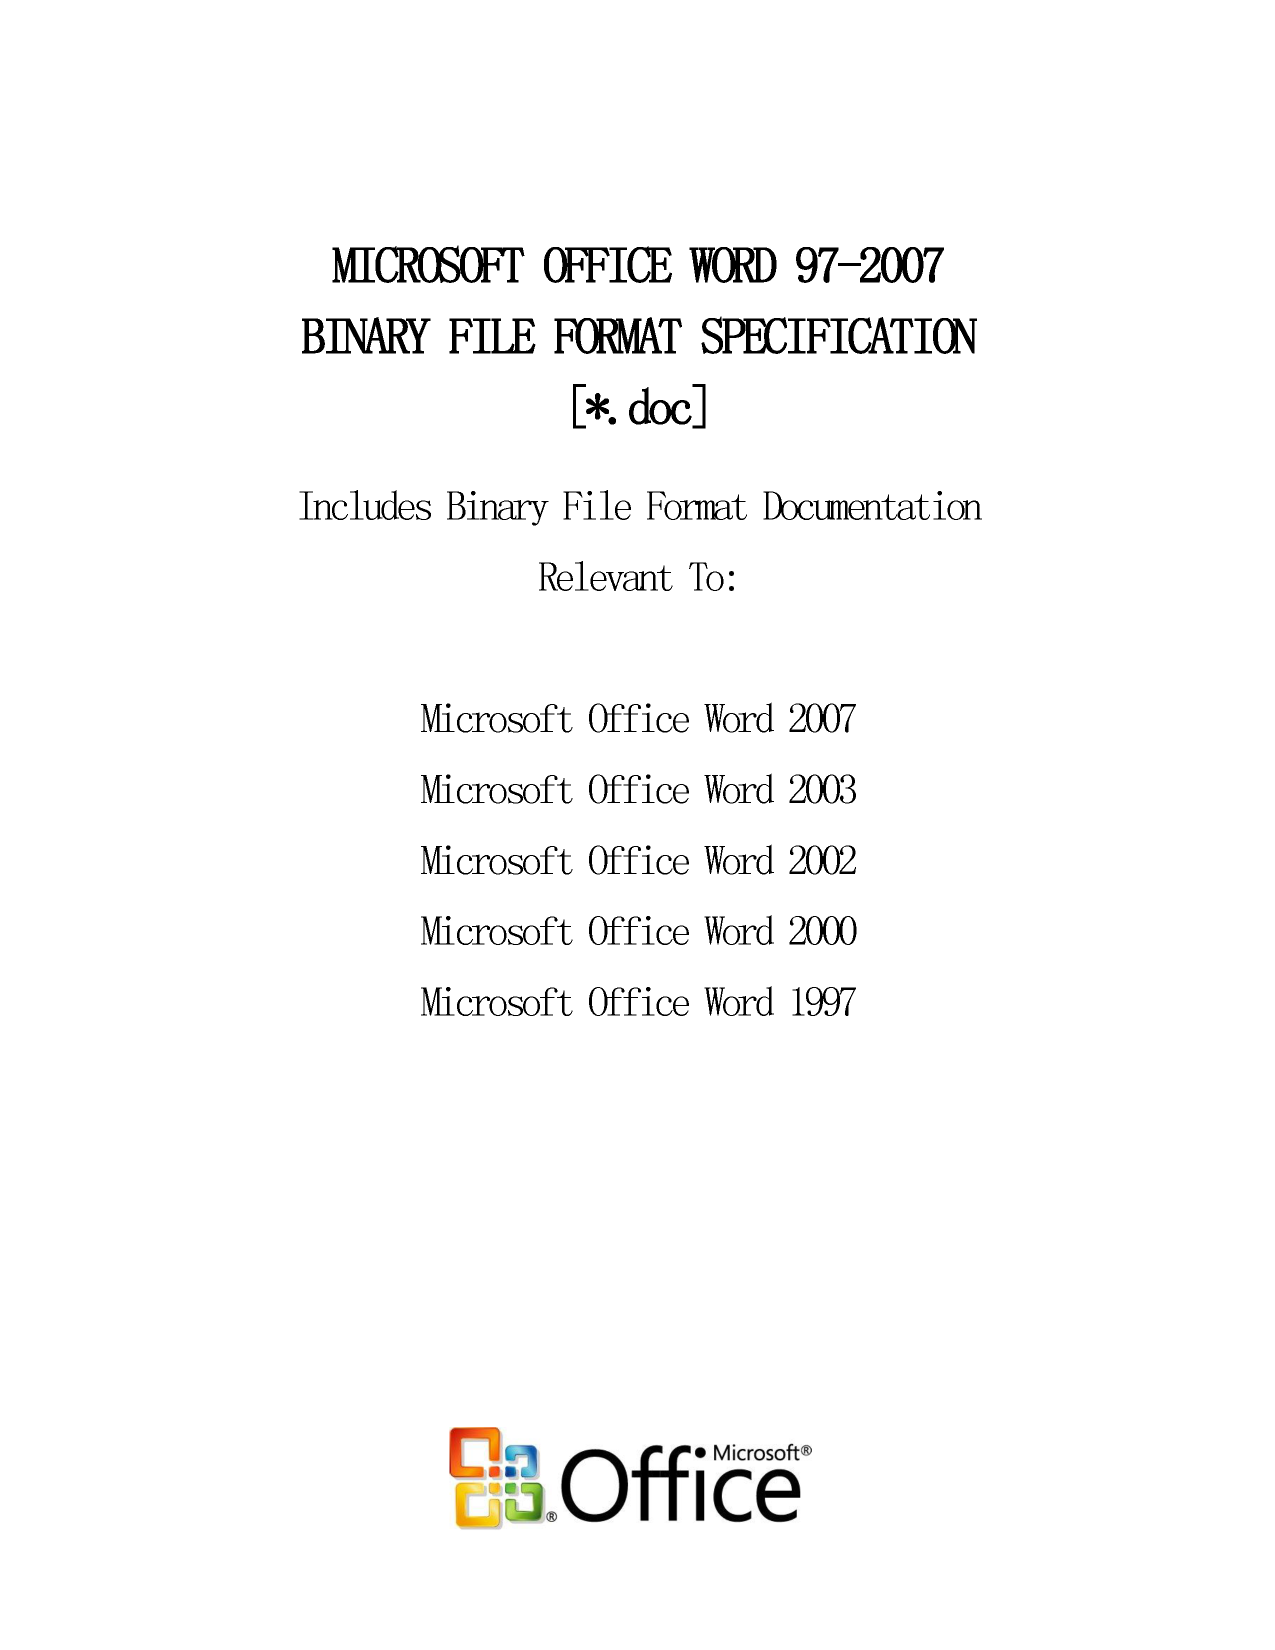 MICROSOFT OFFICE WORD 97-2007
BINARY FILE FORMAT SPECIFICATION
[*.doc]
Includes Binary File Format Documentation
Relevant To:
Microsoft Office Word 2007
Microsoft Office Word 2003
Microsoft Office Word 2002
Microsoft Office Word 2000
Microsoft Office Word 1997
Microsoft®
®Office